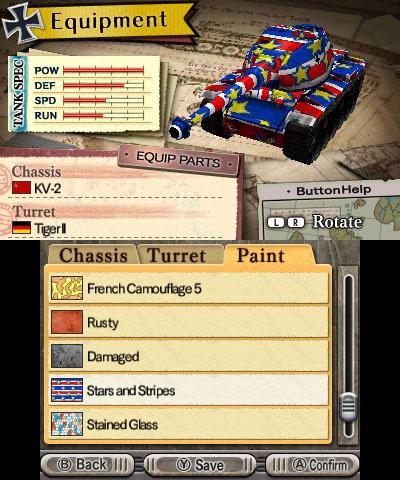 Equipment
TANK SPEC
POW
DEF
SPD
RUN
EQUIP PARTS
Chassis
KV-2
Turret
Tiger II
ButtonHelp
L R Rotate
Chassis Turret Paint
French Camouflage 5
Rusty
Damaged
Stars and Stripes
Stained Glass
B Back
Y Save
A Confirm